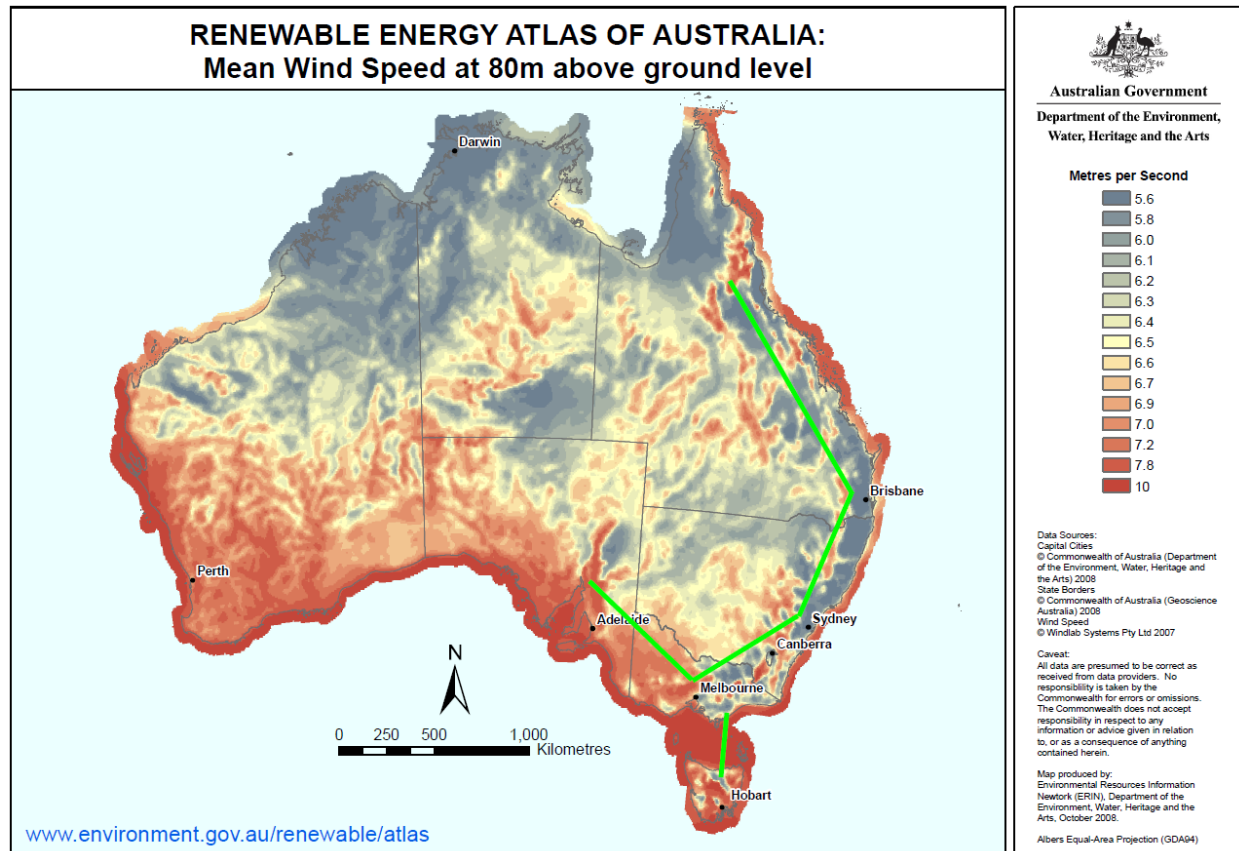 RENEWABLE ENERGY ATLAS OF AUSTRALIA:
Mean Wind Speed at 80m above ground level
Darwin
Brisbane
Perth
Adelaide
Sydney
Canberra
Melbourne
Hobart
N
0 250 500 1,000
Kilometres
www.environment.gov.au/renewable/atlas
Australian Government
Department of the Environment,
Water, Heritage and the Arts
Metres per Second
5.6
5.8
6.0
6.1
6.2
6.3
6.4
6.5
6.6
6.7
6.9
7.0
7.2
7.8
10
Data Sources:
Capital Cities
© Commonwealth of Australia (Department
of the Environment, Water, Heritage and
the Arts) 2008
State Borders
© Commonwealth of Australia (Geoscience
Australia) 2008
Wind Speed
© Windlab Systems Pty Ltd 2007
Caveat:
All data are presumed to be correct as
received from data providers. No
responsibility is taken by the
Commonwealth for errors or omissions.
The Commonwealth does not accept
responsibility in respect to any
information or advice given in relation
to, or as a consequence of anything
contained herein.
Map produced by:
Environmental Resources Information
Newtork (ERIN), Department of the
Environment, Water, Heritage and the
Arts, October 2008.
Albers Equal-Area Projection (GDA94)